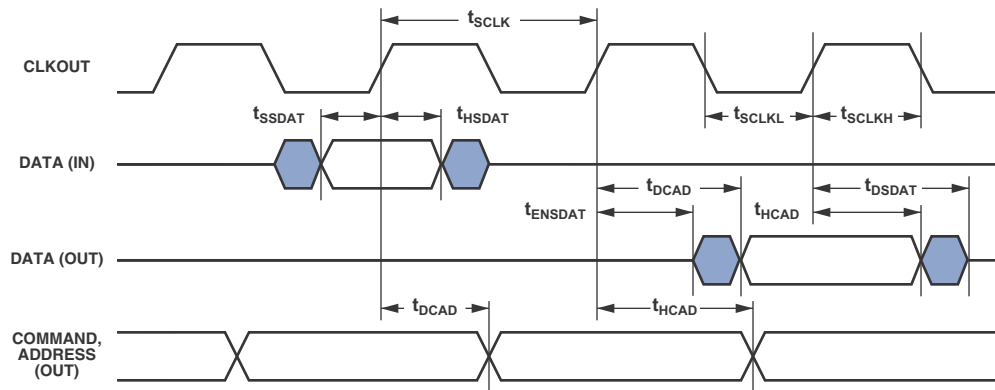 tSCLK
CLKOUT
tSSDAT
tHSDAT
tSCLKL
tSCLKH
DATA (IN)
tDCAD
tDSDAT
tENSDAT
tHCAD
DATA (OUT)
tDCAD
tHCAD
COMMAND,
ADDRESS
(OUT)